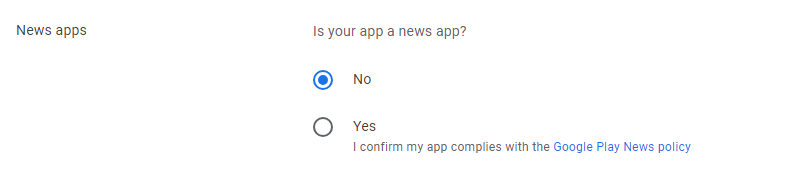 News apps
Is your app a news app?
No
Yes
I confirm my app complies with the Google Play News policy